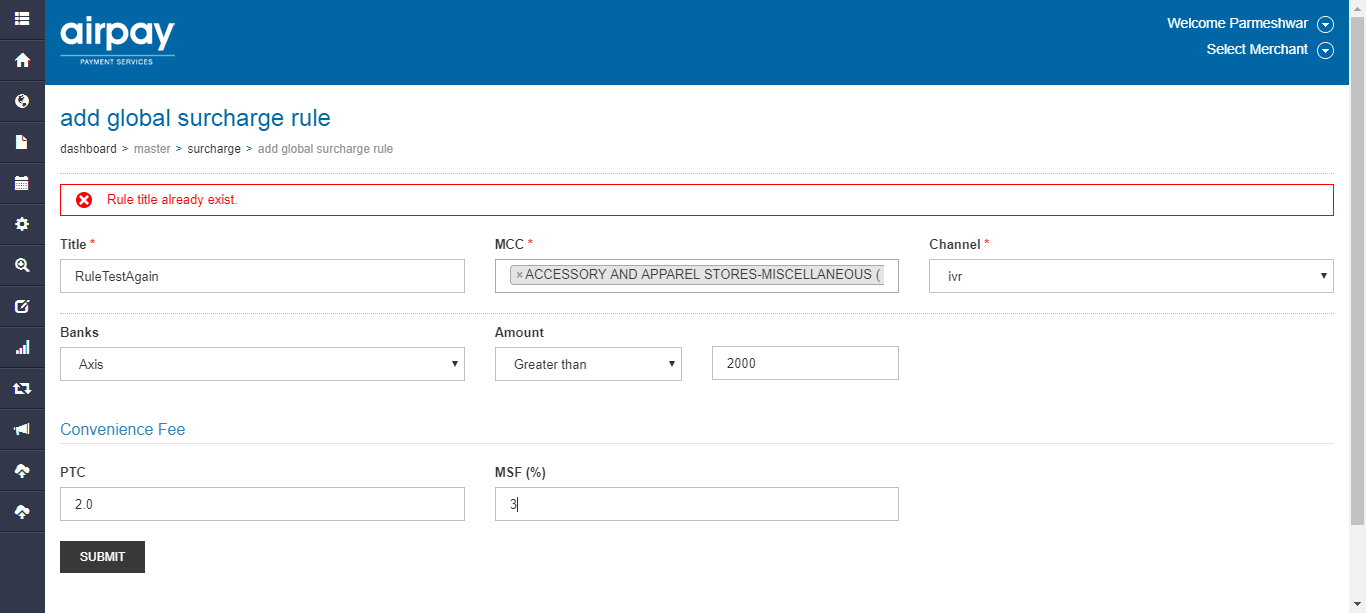 airpay
PAYMENT SERVICES
Welcome Parmeshwar
Select Merchant
add global surcharge rule
dashboard > master > surcharge > add global surcharge rule
Rule title already exist.
Title * MCC * Channel *
RuleTestAgain ×ACCESSORY AND APPAREL STORES-MISCELLANEOUS ( ivr
Banks Amount
Axis Greater than 2000
Convenience Fee
PTC MSF (%)
2.0 3
SUBMIT